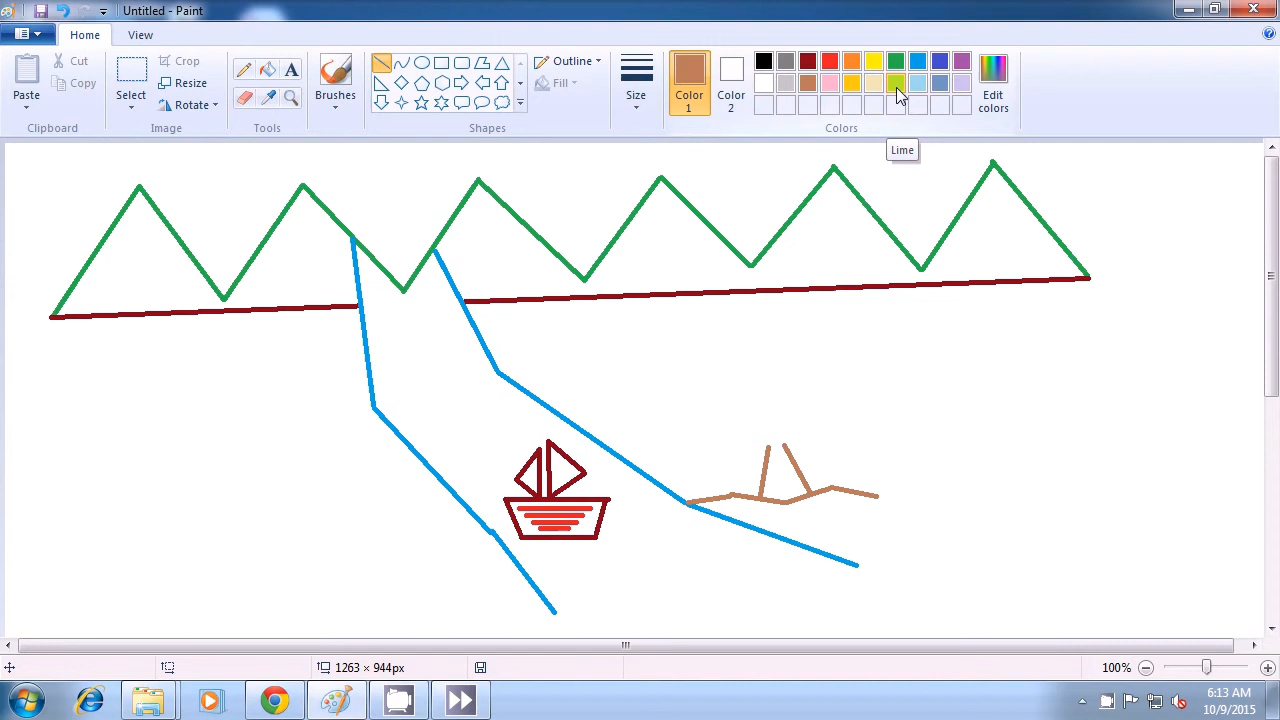 Untitled - Paint
Home View
Paste
Cut
Copy
Clipboard
Select
Crop
Resize
Rotate
Image
A
Tools
Brushes
Outline
Fill
Shapes
Size
Color 1
Color 2
Edit colors
Colors
Lime
1263 × 944px
100%
6:13 AM
10/9/2015